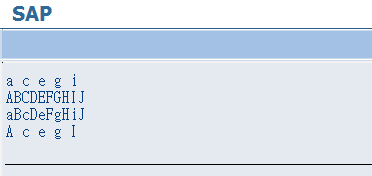 SAP
a c e g i
ABCDEFGHIJ
aBcDeFgHiJ
A c e g I